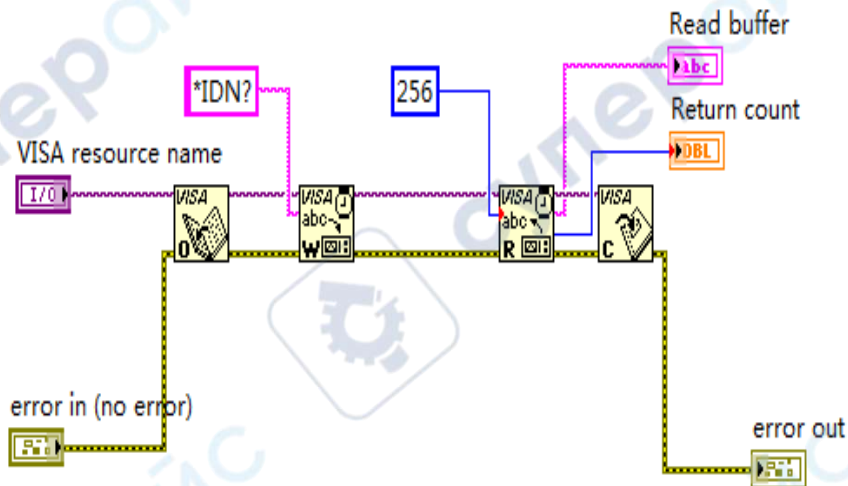 Read buffer
abc
*IDN?
256
Return count
DBL
VISA resource name
I/O
VISA
O
VISA
abc
W
VISA
abc
R
VISA
C
error in (no error)
error out